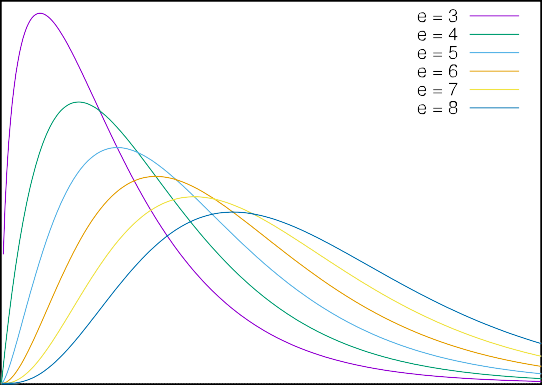 e = 3
e = 4
e = 5
e = 6
e = 7
e = 8